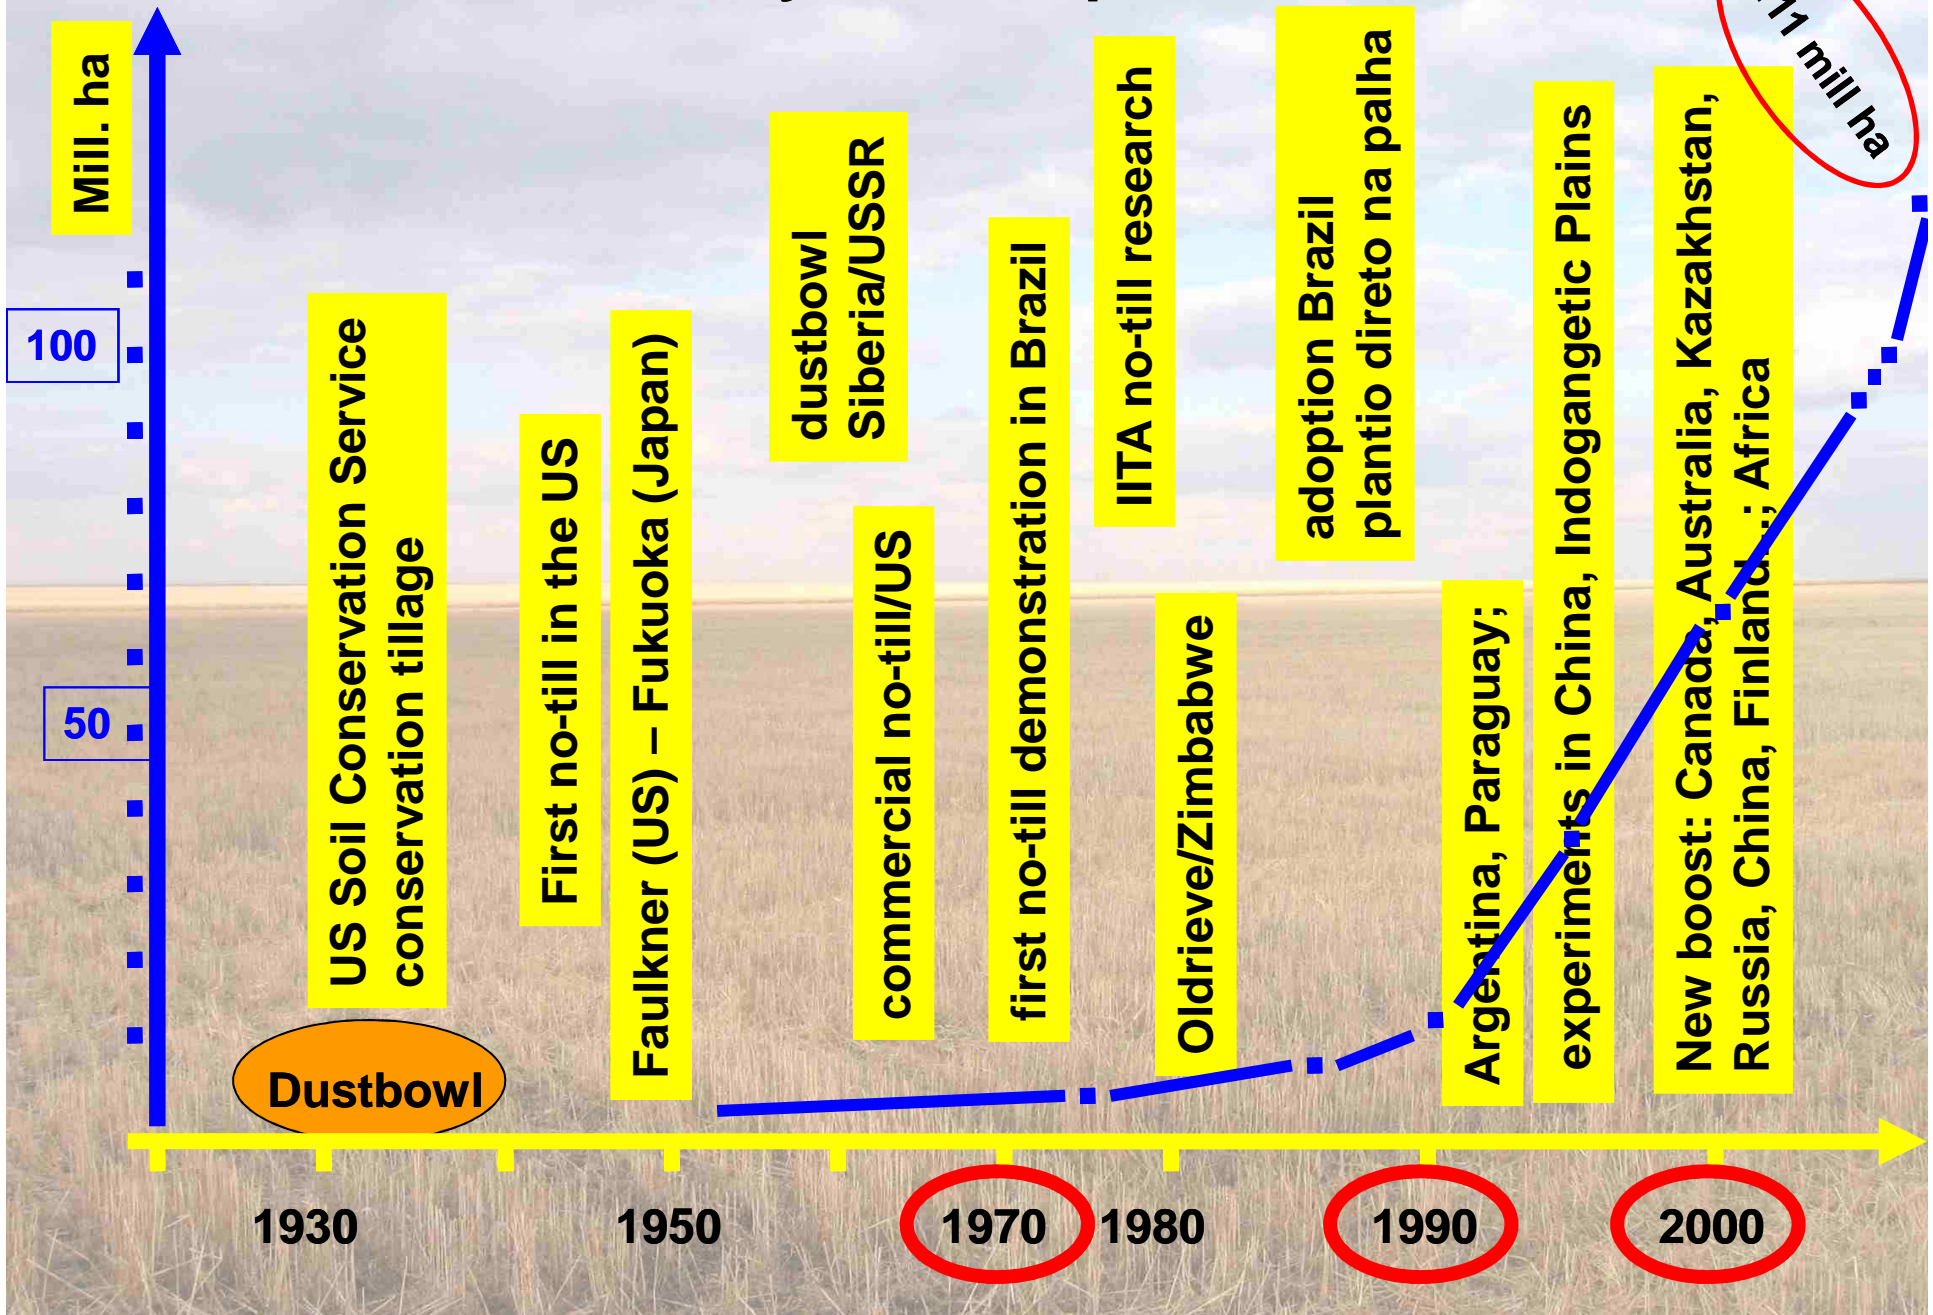 Mill. ha
100
50
Dustbowl
US Soil Conservation Service
conservation tillage
First no-till in the US
Faulkner (US) – Fukuoka (Japan)
dustbowl
Siberia/USSR
commercial no-till/US
first no-till demonstration in Brazil
IITA no-till research
Oldrieve/Zimbabwe
adoption Brazil
plantio direto na palha
Argentina, Paraguay;
experiments in China, Indogangetic Plains
New boost: Canada, Australia, Kazakhstan,
Russia, China, Finland..; Africa
111 mill ha
1930
1950
1970
1980
1990
2000